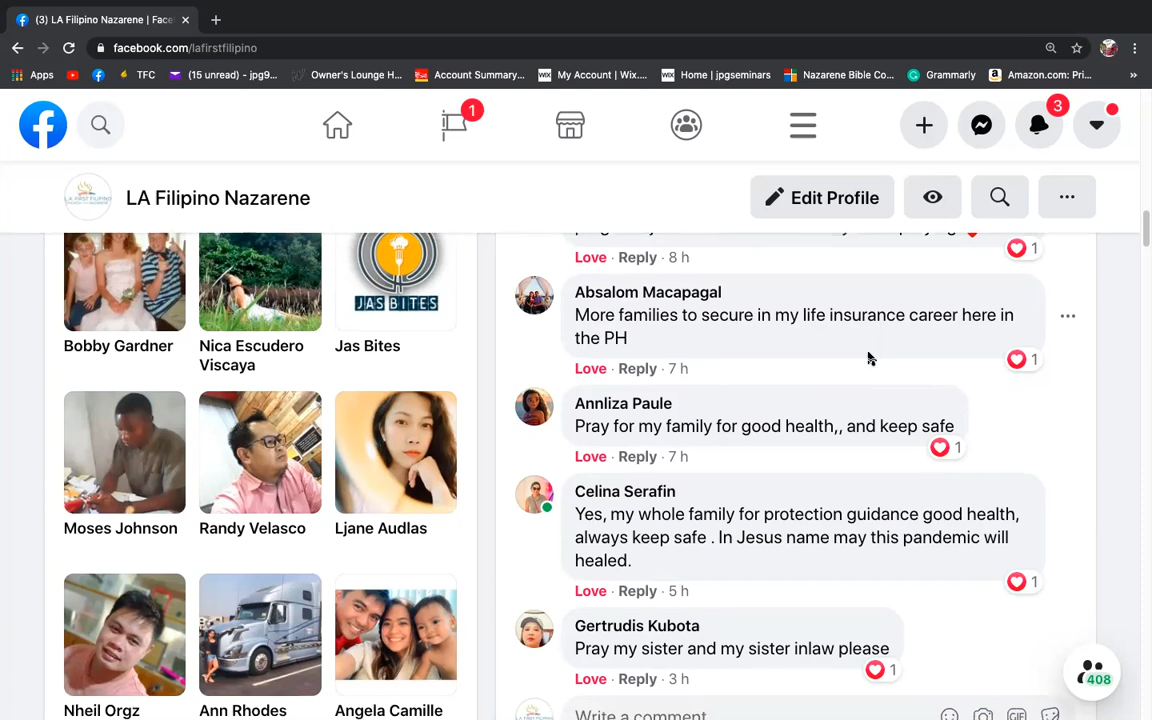 (3) LA Filipino Nazarene | Face
facebook.com/lafirstfilipino
Apps
TFC
(15 unread) - jpg9...
Owner's Lounge H...
Account Summary...
WIX
My Account | Wix....
WIX
Home | jpgseminars
Nazarene Bible Co...
Grammarly
Amazon.com: Pri...
»
1
3
LA Filipino Nazarene
Edit Profile
JAS BITES
Bobby Gardner
Nica Escudero
Viscaya
Jas Bites
Moses Johnson
Randy Velasco
Ljane Audlas
Nheil Orgz
Ann Rhodes
Angela Camille
1
Love · Reply · 8 h
Absalom Macapagal
More families to secure in my life insurance career here in
the PH
1
Love · Reply · 7 h
Annliza Paule
Pray for my family for good health,, and keep safe
1
Love · Reply · 7 h
Celina Serafin
Yes, my whole family for protection guidance good health,
always keep safe . In Jesus name may this pandemic will
healed.
1
Love · Reply · 5 h
Gertrudis Kubota
Pray my sister and my sister inlaw please
1
Love · Reply · 3 h
Write a comment
GIF
408